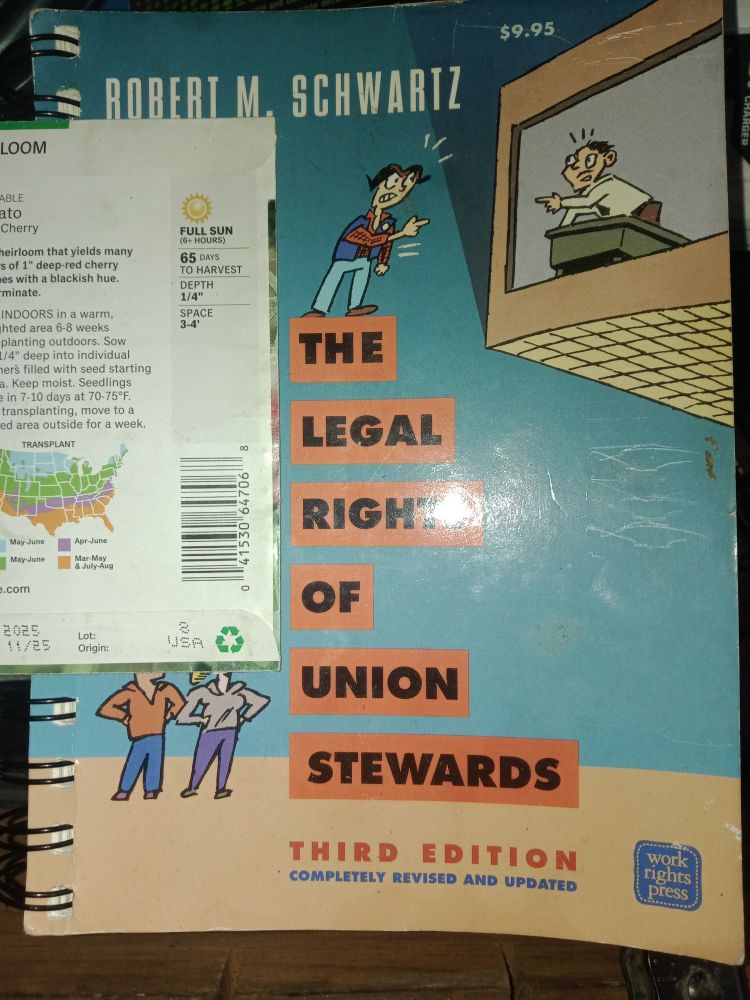 $9.95
ROBERT M. SCHWARTZ
CHARGER
LOOM
ABLE
ato
Cherry
heirloom that yields many
s of 1" deep-red cherry
oes with a blackish hue.
rminate.
INDOORS in a warm,
ghted area 6-8 weeks
planting outdoors. Sow
1/4" deep into individual
ners filled with seed starting
a. Keep moist. Seedlings
e in 7-10 days at 70-75°F.
transplanting, move to a
ed area outside for a week.
TRANSPLANT
May-June
Apr-June
May-June
Mar-May
& July-Aug
e.com
2025
11/25
Lot:
Origin:
8
USA
FULL SUN
(6+ HOURS)
65 DAYS
TO HARVEST
DEPTH
1/4"
SPACE
3-4'
0 41530 64706 8
THE
LEGAL
RIGHTS
OF
UNION
STEWARDS
THIRD EDITION
COMPLETELY REVISED AND UPDATED
work
rights
press